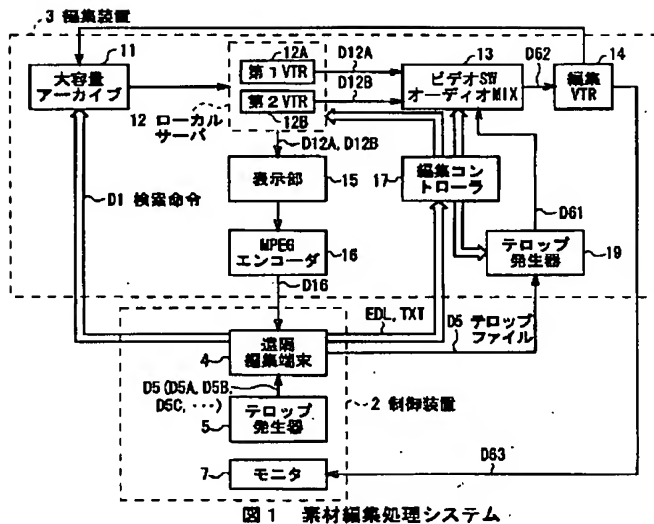 3 編集装置
11
大容量
アーカイブ
12A
第1VTR
第2VTR
12B
12 ローカル
サーバ
D12A
D12B
13
ビデオSW
オーディオMIX
D62
14
編集
VTR
D12A, D12B
表示部
15
17
編集コン
トローラ
D1 検索命令
MPEG
エンコーダ
16
D61
テロップ
発生器
19
D16
EDL, TXT
D5 テロップ
ファイル
4
遠隔
編集端末
D5 (D5A, D5B,
D5C, ・・・)
5
テロップ
発生器
2 制御装置
7
モニタ
D63
図1 素材編集処理システム